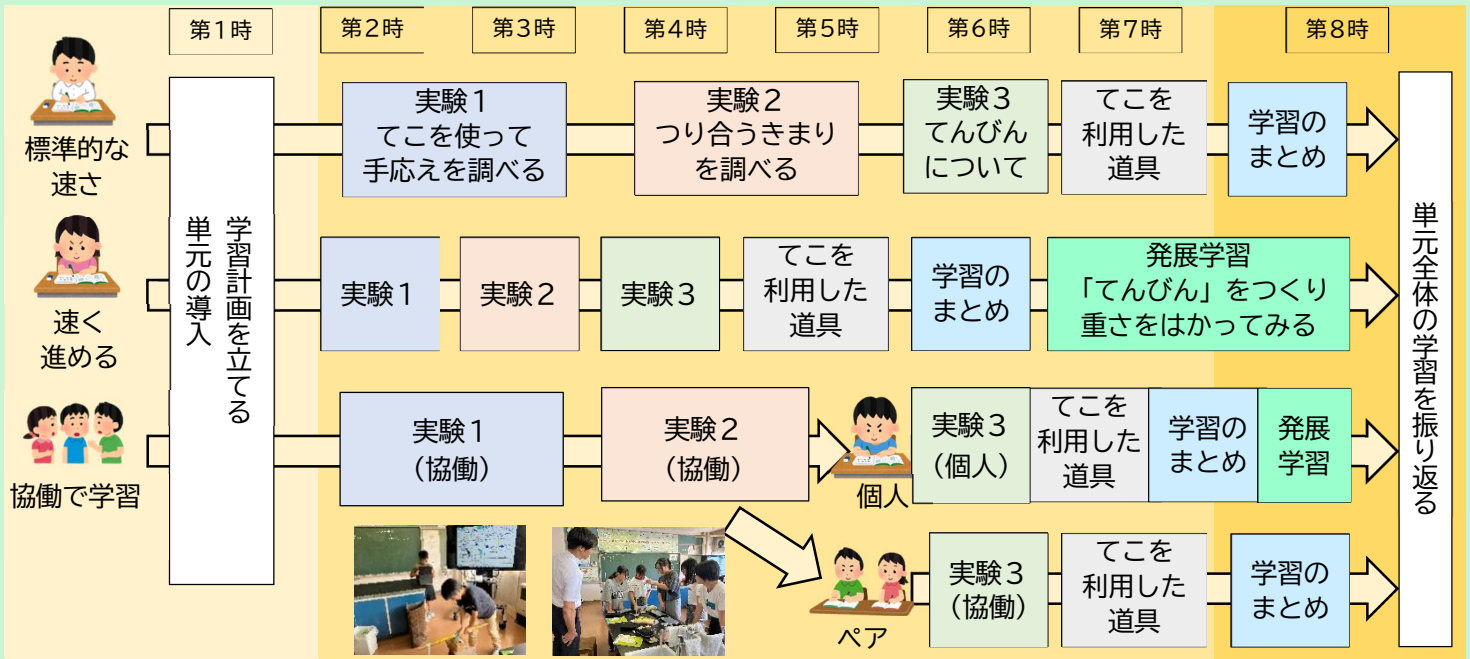 第1時
第2時
第3時
第4時
第5時
第6時
第7時
第8時
標準的な
速さ
速く
進める
協働で学習
単元の導入
学習計画を立てる
実験1
てこを使って
手応えを調べる
実験2
つり合うきまり
を調べる
実験3
てんびん
について
てこを
利用した
道具
学習の
まとめ
実験1
実験2
実験3
てこを
利用した
道具
学習の
まとめ
発展学習
「てんびん」をつくり
重さをはかってみる
実験1
（協働）
実験2
（協働）
個人
実験3
（個人）
てこを
利用した
道具
学習の
まとめ
発展
学習
ペア
実験3
（協働）
てこを
利用した
道具
学習の
まとめ
単元全体の学習を振り返る